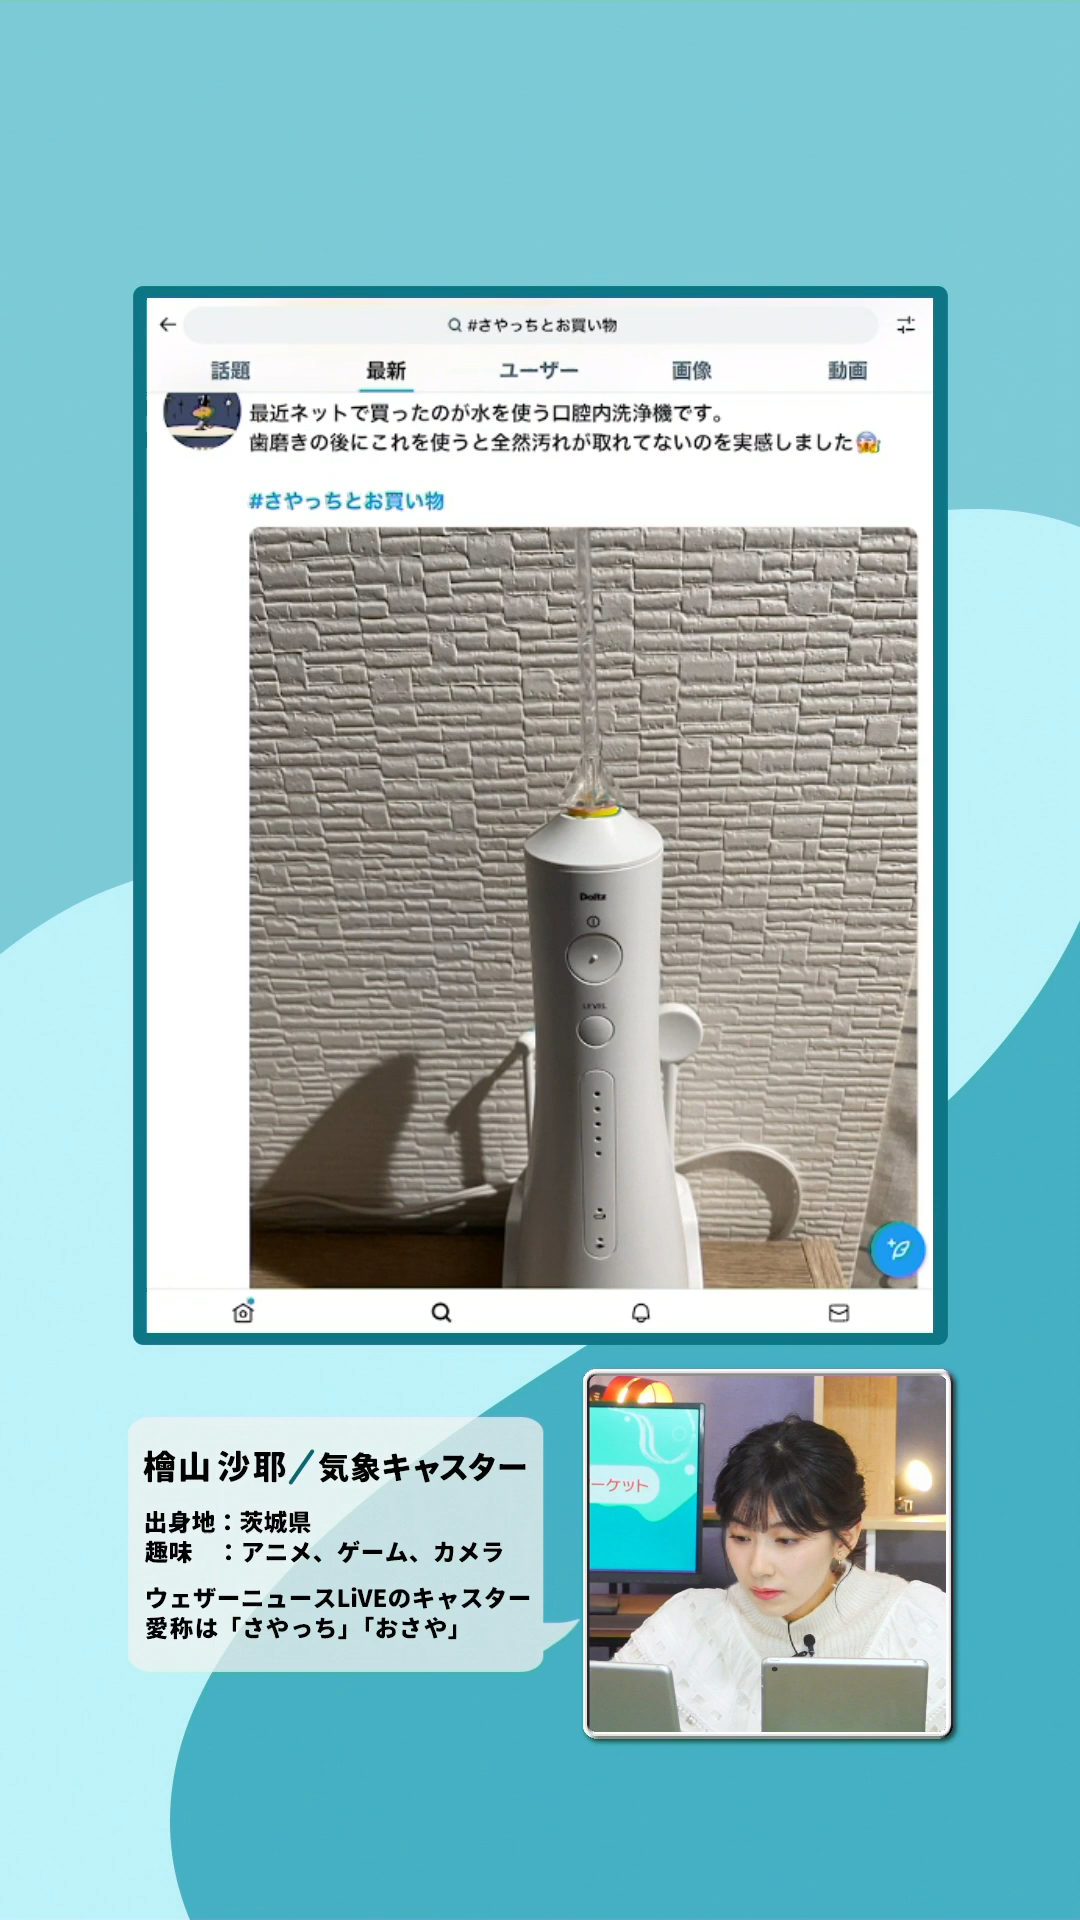 #さやっちとお買い物
話題 最新 ユーザー 画像 動画
最近ネットで買ったのが水を使う口腔内洗浄機です。
歯磨きの後にこれを使うと全然汚れが取れてないのを実感しました😱
#さやっちとお買い物
Doltz
LEVEL
檜山 沙耶／気象キャスター
出身地：茨城県
趣味　：アニメ、ゲーム、カメラ
ウェザーニュースLiVEのキャスター
愛称は「さやっち」「おさや」
ーケット